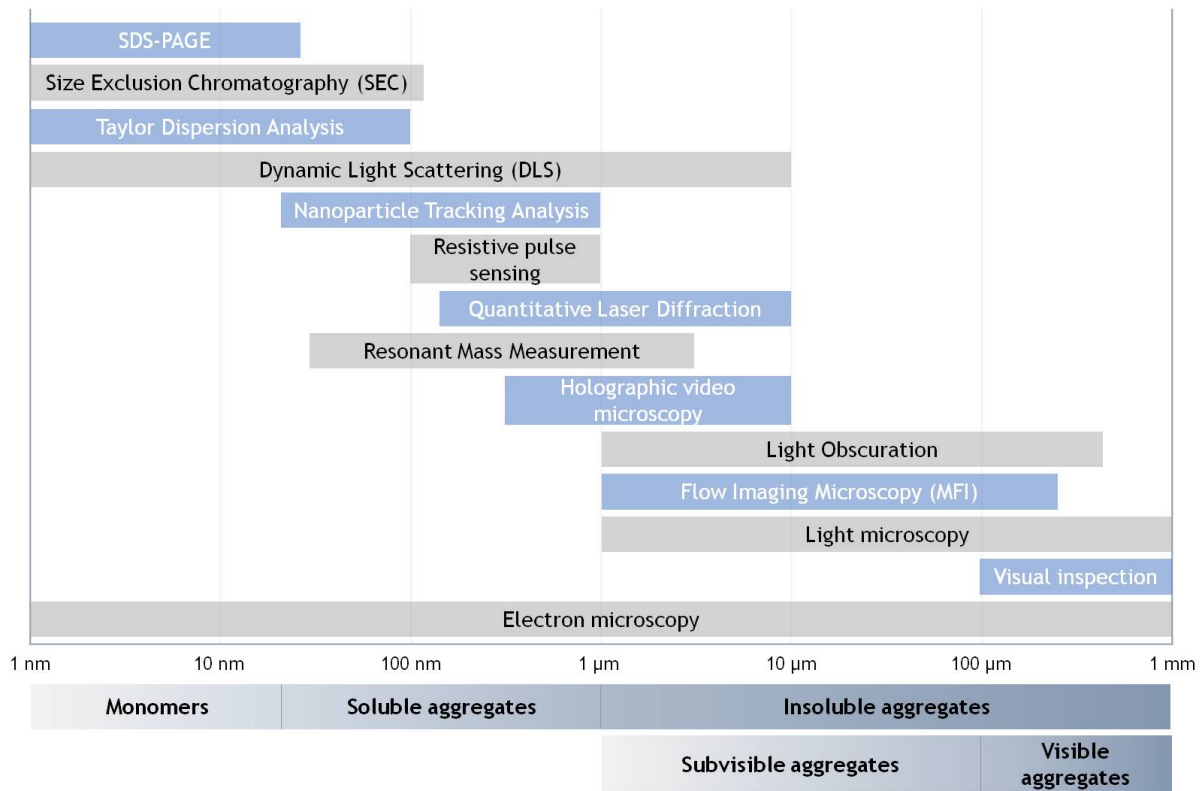 SDS-PAGE
Size Exclusion Chromatography (SEC)
Taylor Dispersion Analysis
Dynamic Light Scattering (DLS)
Nanoparticle Tracking Analysis
Resistive pulse
sensing
Quantitative Laser Diffraction
Resonant Mass Measurement
Holographic video
microscopy
Light Obscuration
Flow Imaging Microscopy (MFI)
Light microscopy
Visual inspection
Electron microscopy
1 nm 10 nm 100 nm 1 µm 10 µm 100 µm 1 mm
Monomers Soluble aggregates Insoluble aggregates
Subvisible aggregates Visible
aggregates